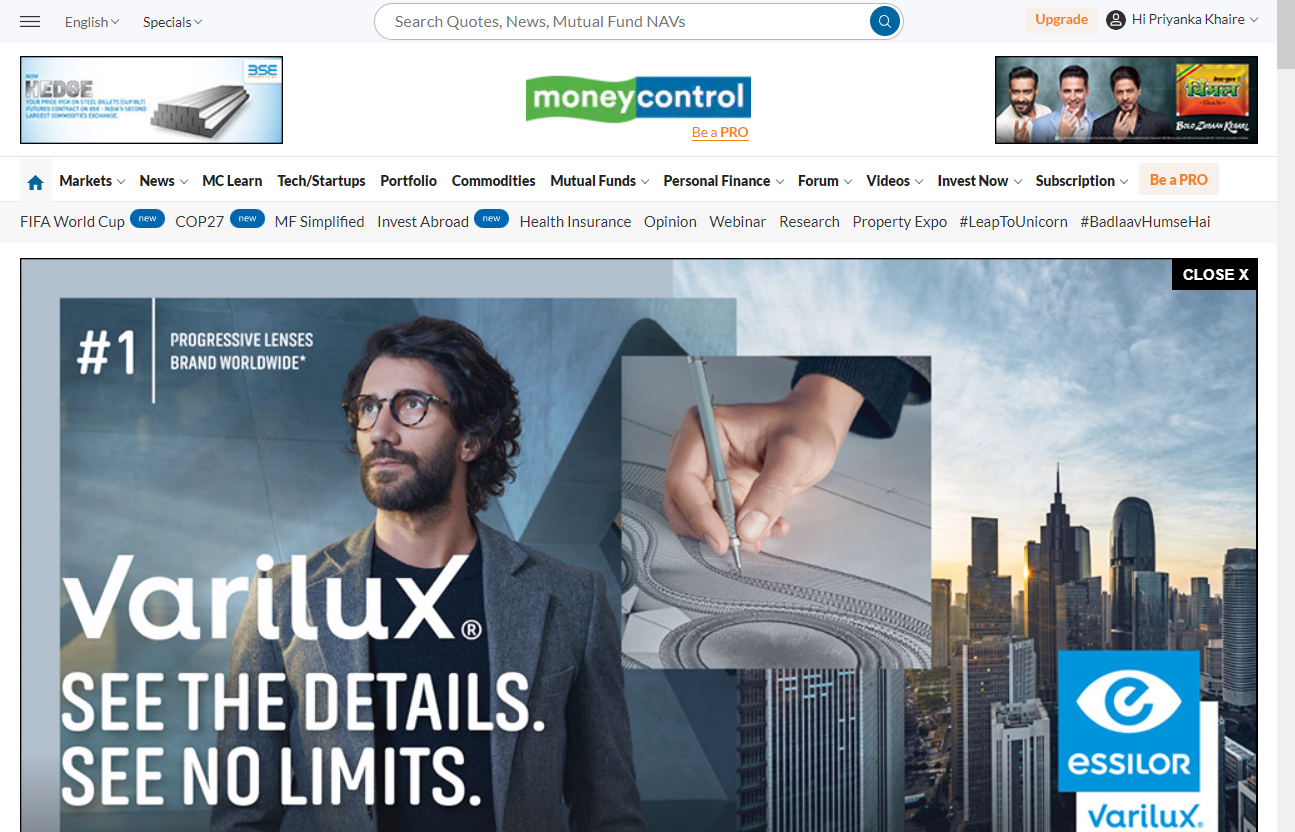 English
Specials
Search Quotes, News, Mutual Fund NAVs
Upgrade
Hi Priyanka Khaire
NOW
HEDGE
YOUR PRICE RISK ON STEEL BILLETS
FUTURES CONTRACT ON BSE - INDIA'S SECOND
LARGEST COMMODITIES EXCHANGE.
BSE
moneycontrol
Be a PRO
विमल
BOLO ZUBAAN KESARI
Markets
News
MC Learn
Tech/Startups
Portfolio
Commodities
Mutual Funds
Personal Finance
Forum
Videos
Invest Now
Subscription
Be a PRO
FIFA World Cup
new
COP27
new
MF Simplified
Invest Abroad
new
Health Insurance
Opinion
Webinar
Research
Property Expo
#LeapToUnicorn
#BadlaavHumseHai
CLOSE X
#1
PROGRESSIVE LENSES
BRAND WORLDWIDE*
varilux®
SEE THE DETAILS.
SEE NO LIMITS.
essilor
varilux®